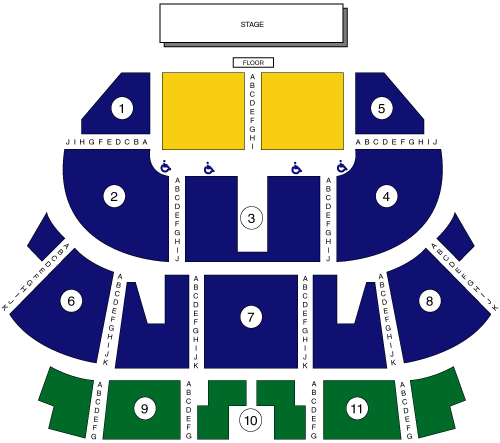 STAGE
FLOOR
A B C D E F G H I
1
5
J I H G F E D C B A
A B C D E F G H I J
2
A B C D E F G H I J
3
A B C D E F G H I J
4
A B C D E F G H I J K
6
A B C D E F G H I J K
A B C D E F G H I J K
7
A B C D E F G H I J K
A B C D E F G H I J K
8
A B C D E F G H I J K
A B C D E F G
9
A B C D E F G
10
A B C D E F G
11
A B C D E F G